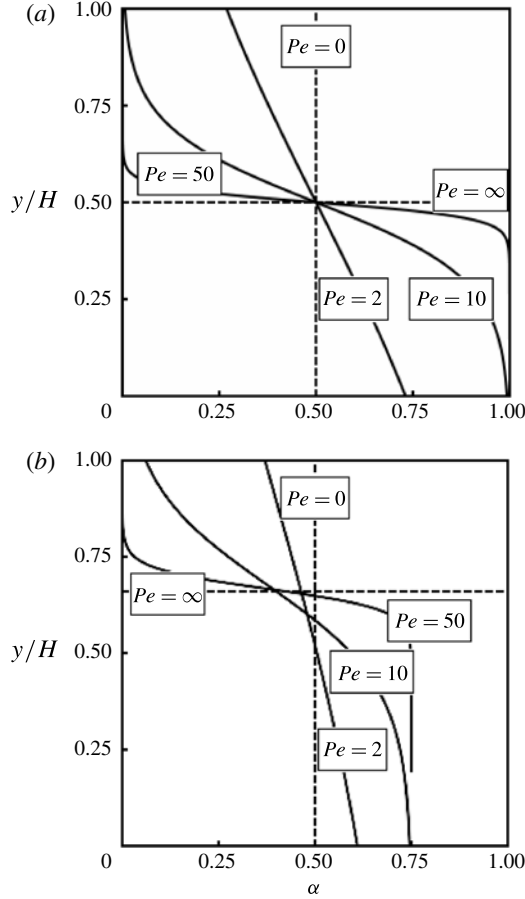 (a)
1.00
Pe = 0
0.75
Pe = 50
Pe = ∞
y/H
0.50
Pe = 2
Pe = 10
0.25
0
0.25
0.50
0.75
1.00
(b)
1.00
Pe = 0
0.75
Pe = ∞
Pe = 50
y/H
0.50
Pe = 10
Pe = 2
0.25
0
0.25
0.50
0.75
1.00
α